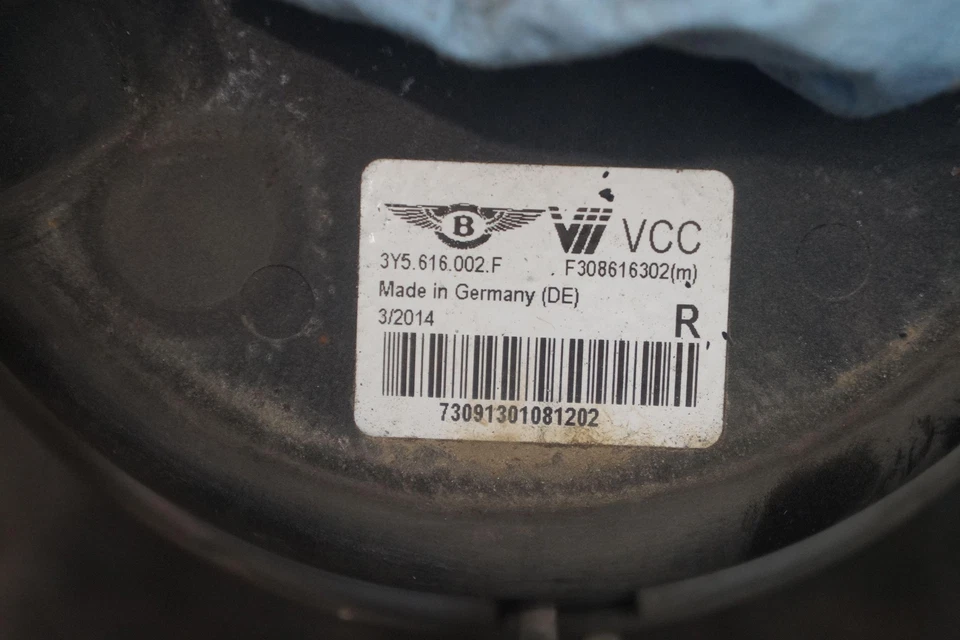 B VCC
3Y5.616.002.F F308616302(m)
Made in Germany (DE)
3/2014
R
73091301081202